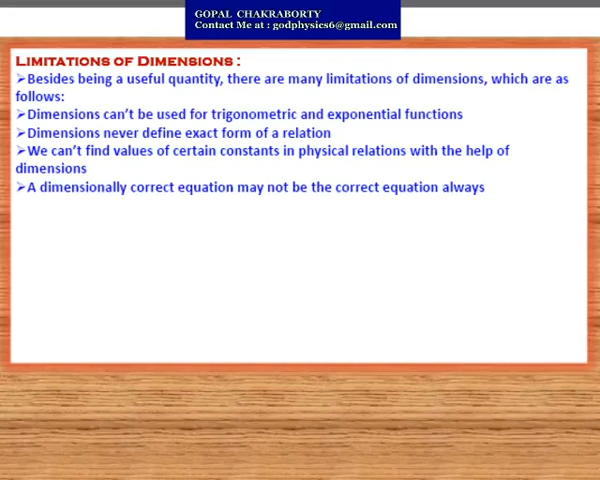 GOPAL CHAKRABORTY
Contact Me at : godphysics6@gmail.com
LIMITATIONS OF DIMENSIONS :
➢Besides being a useful quantity, there are many limitations of dimensions, which are as
follows:
➢Dimensions can't be used for trigonometric and exponential functions
➢Dimensions never define exact form of a relation
➢We can't find values of certain constants in physical relations with the help of
dimensions
➢A dimensionally correct equation may not be the correct equation always